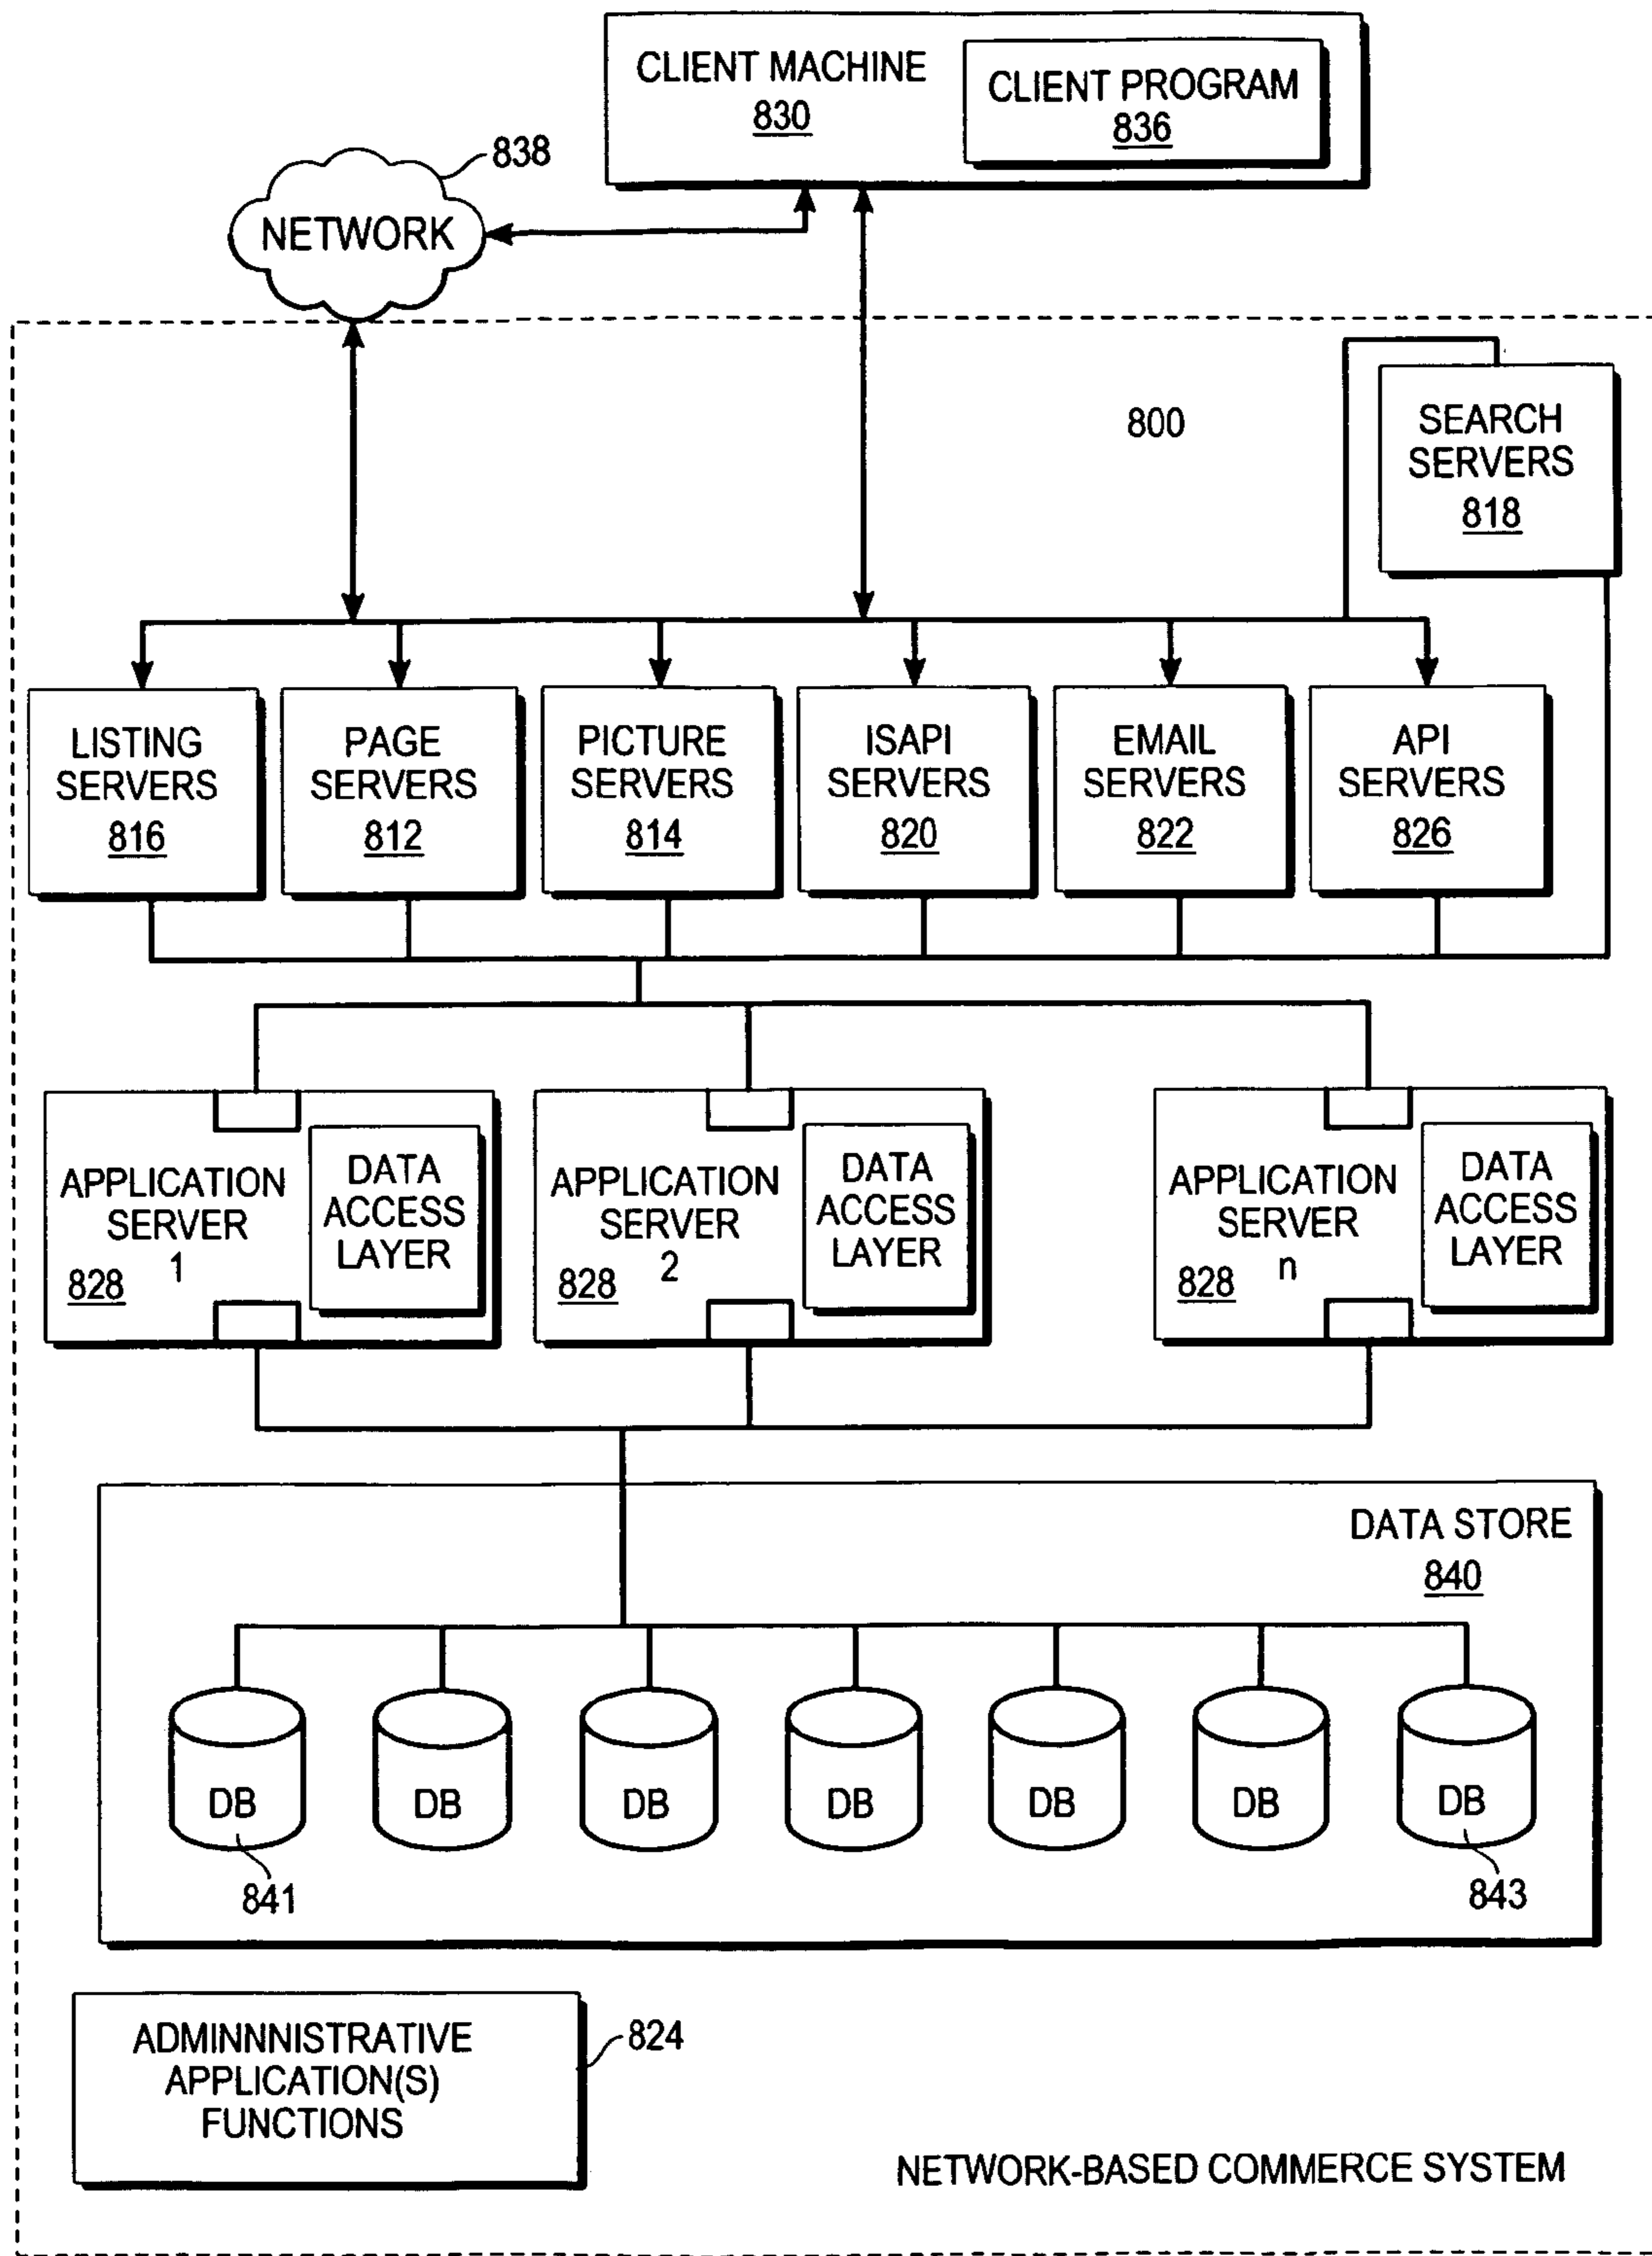 CLIENT MACHINE
830
CLIENT PROGRAM
836
838
NETWORK
800
SEARCH
SERVERS
818
LISTING
SERVERS
816
PAGE
SERVERS
812
PICTURE
SERVERS
814
ISAPI
SERVERS
820
EMAIL
SERVERS
822
API
SERVERS
826
APPLICATION
SERVER
1
828
DATA
ACCESS
LAYER
APPLICATION
SERVER
2
828
DATA
ACCESS
LAYER
APPLICATION
SERVER
n
828
DATA
ACCESS
LAYER
DATA STORE
840
DB
DB
DB
DB
DB
DB
DB
841
843
ADMINNNISTRATIVE
APPLICATION(S)
FUNCTIONS
824
NETWORK-BASED COMMERCE SYSTEM